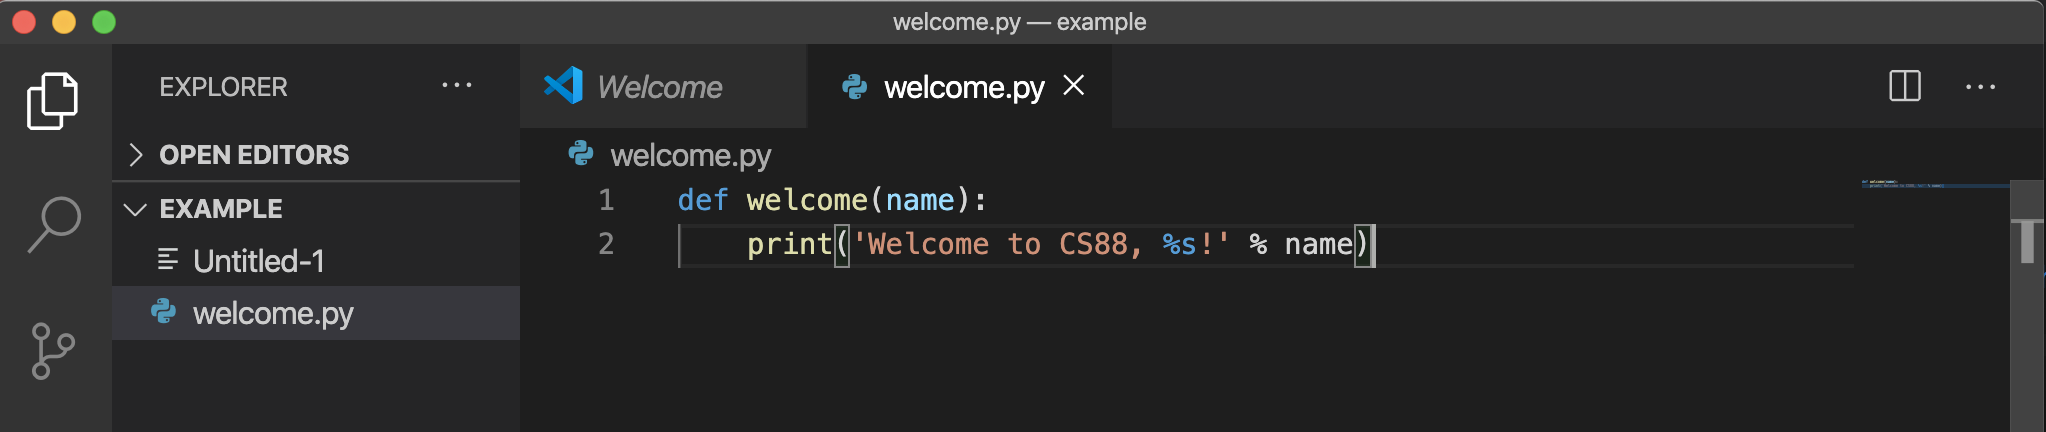 welcome.py — example
EXPLORER
OPEN EDITORS
EXAMPLE
Untitled-1
welcome.py
Welcome
welcome.py
welcome.py
1 def welcome(name):
2 print('Welcome to CS88, %s!' % name)